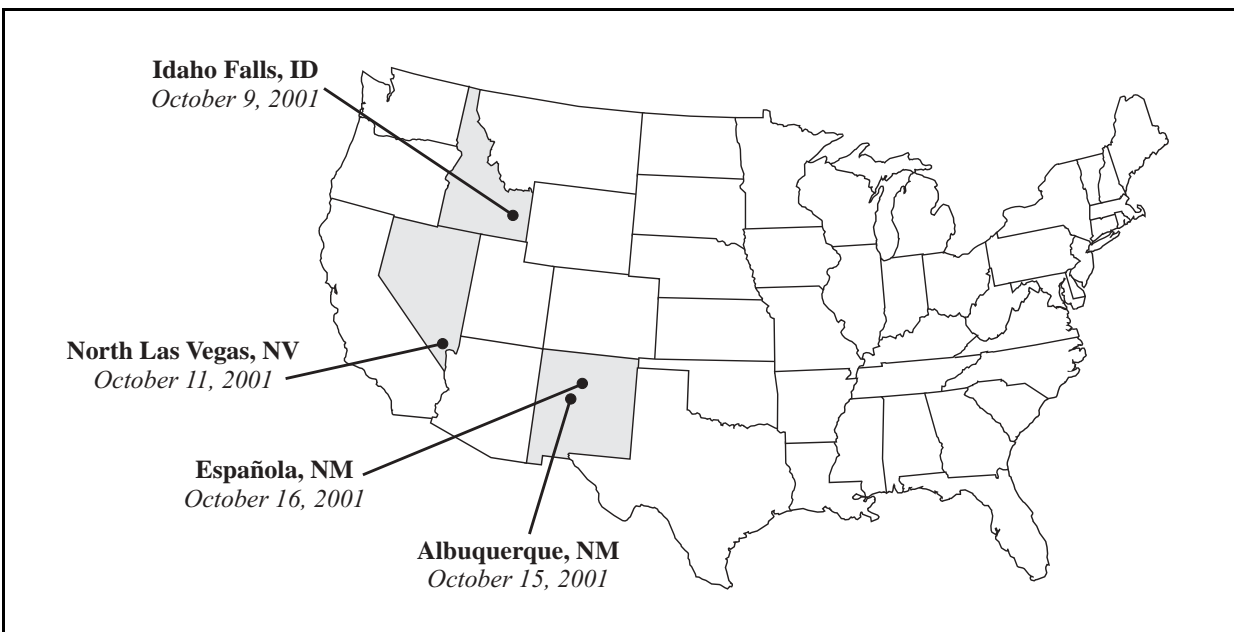 Idaho Falls, ID
October 9, 2001
North Las Vegas, NV
October 11, 2001
Española, NM
October 16, 2001
Albuquerque, NM
October 15, 2001